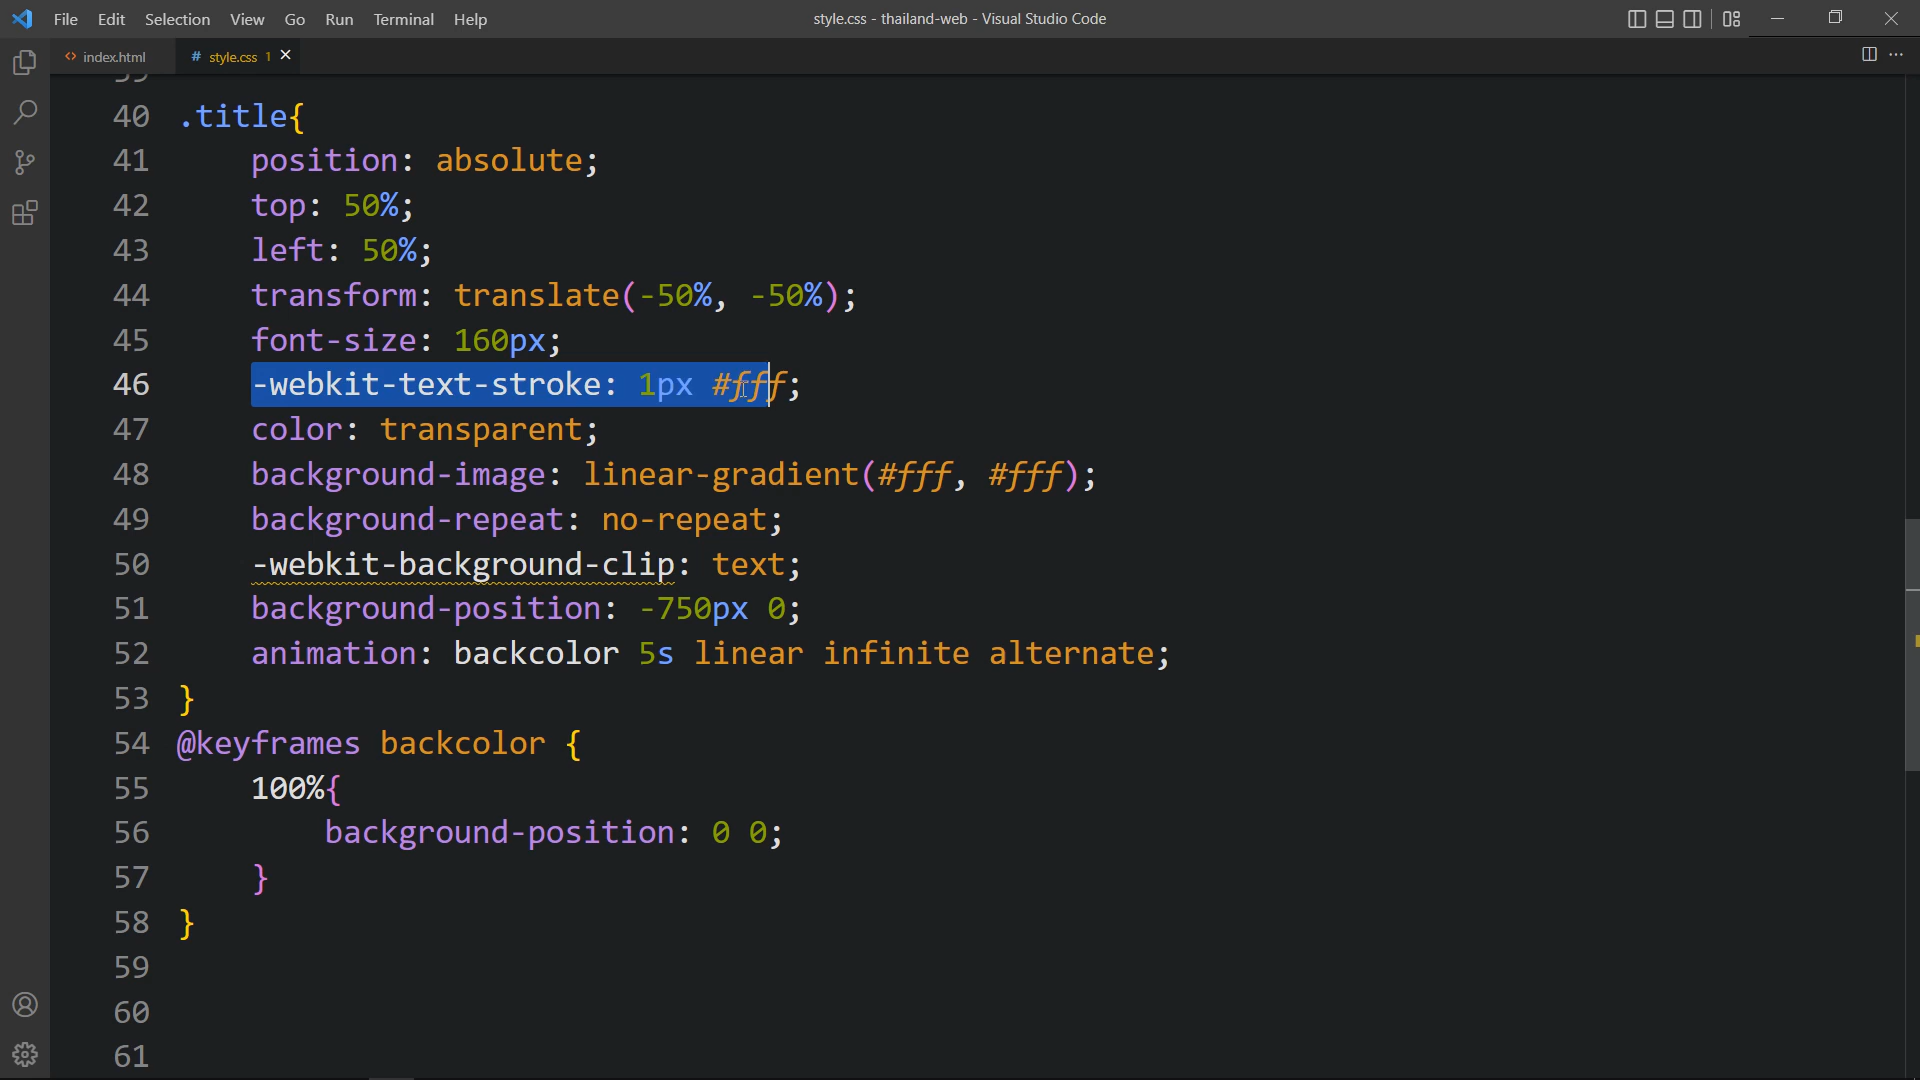 File Edit Selection View Go Run Terminal Help
style.css - thailand-web - Visual Studio Code
<> index.html
# style.css 1
40 .title{
41 position: absolute;
42 top: 50%;
43 left: 50%;
44 transform: translate(-50%, -50%);
45 font-size: 160px;
46 -webkit-text-stroke: 1px #fff;
47 color: transparent;
48 background-image: linear-gradient(#fff, #fff);
49 background-repeat: no-repeat;
50 -webkit-background-clip: text;
51 background-position: -750px 0;
52 animation: backcolor 5s linear infinite alternate;
53 }
54 @keyframes backcolor {
55 100%{
56 background-position: 0 0;
57 }
58 }
59
60
61